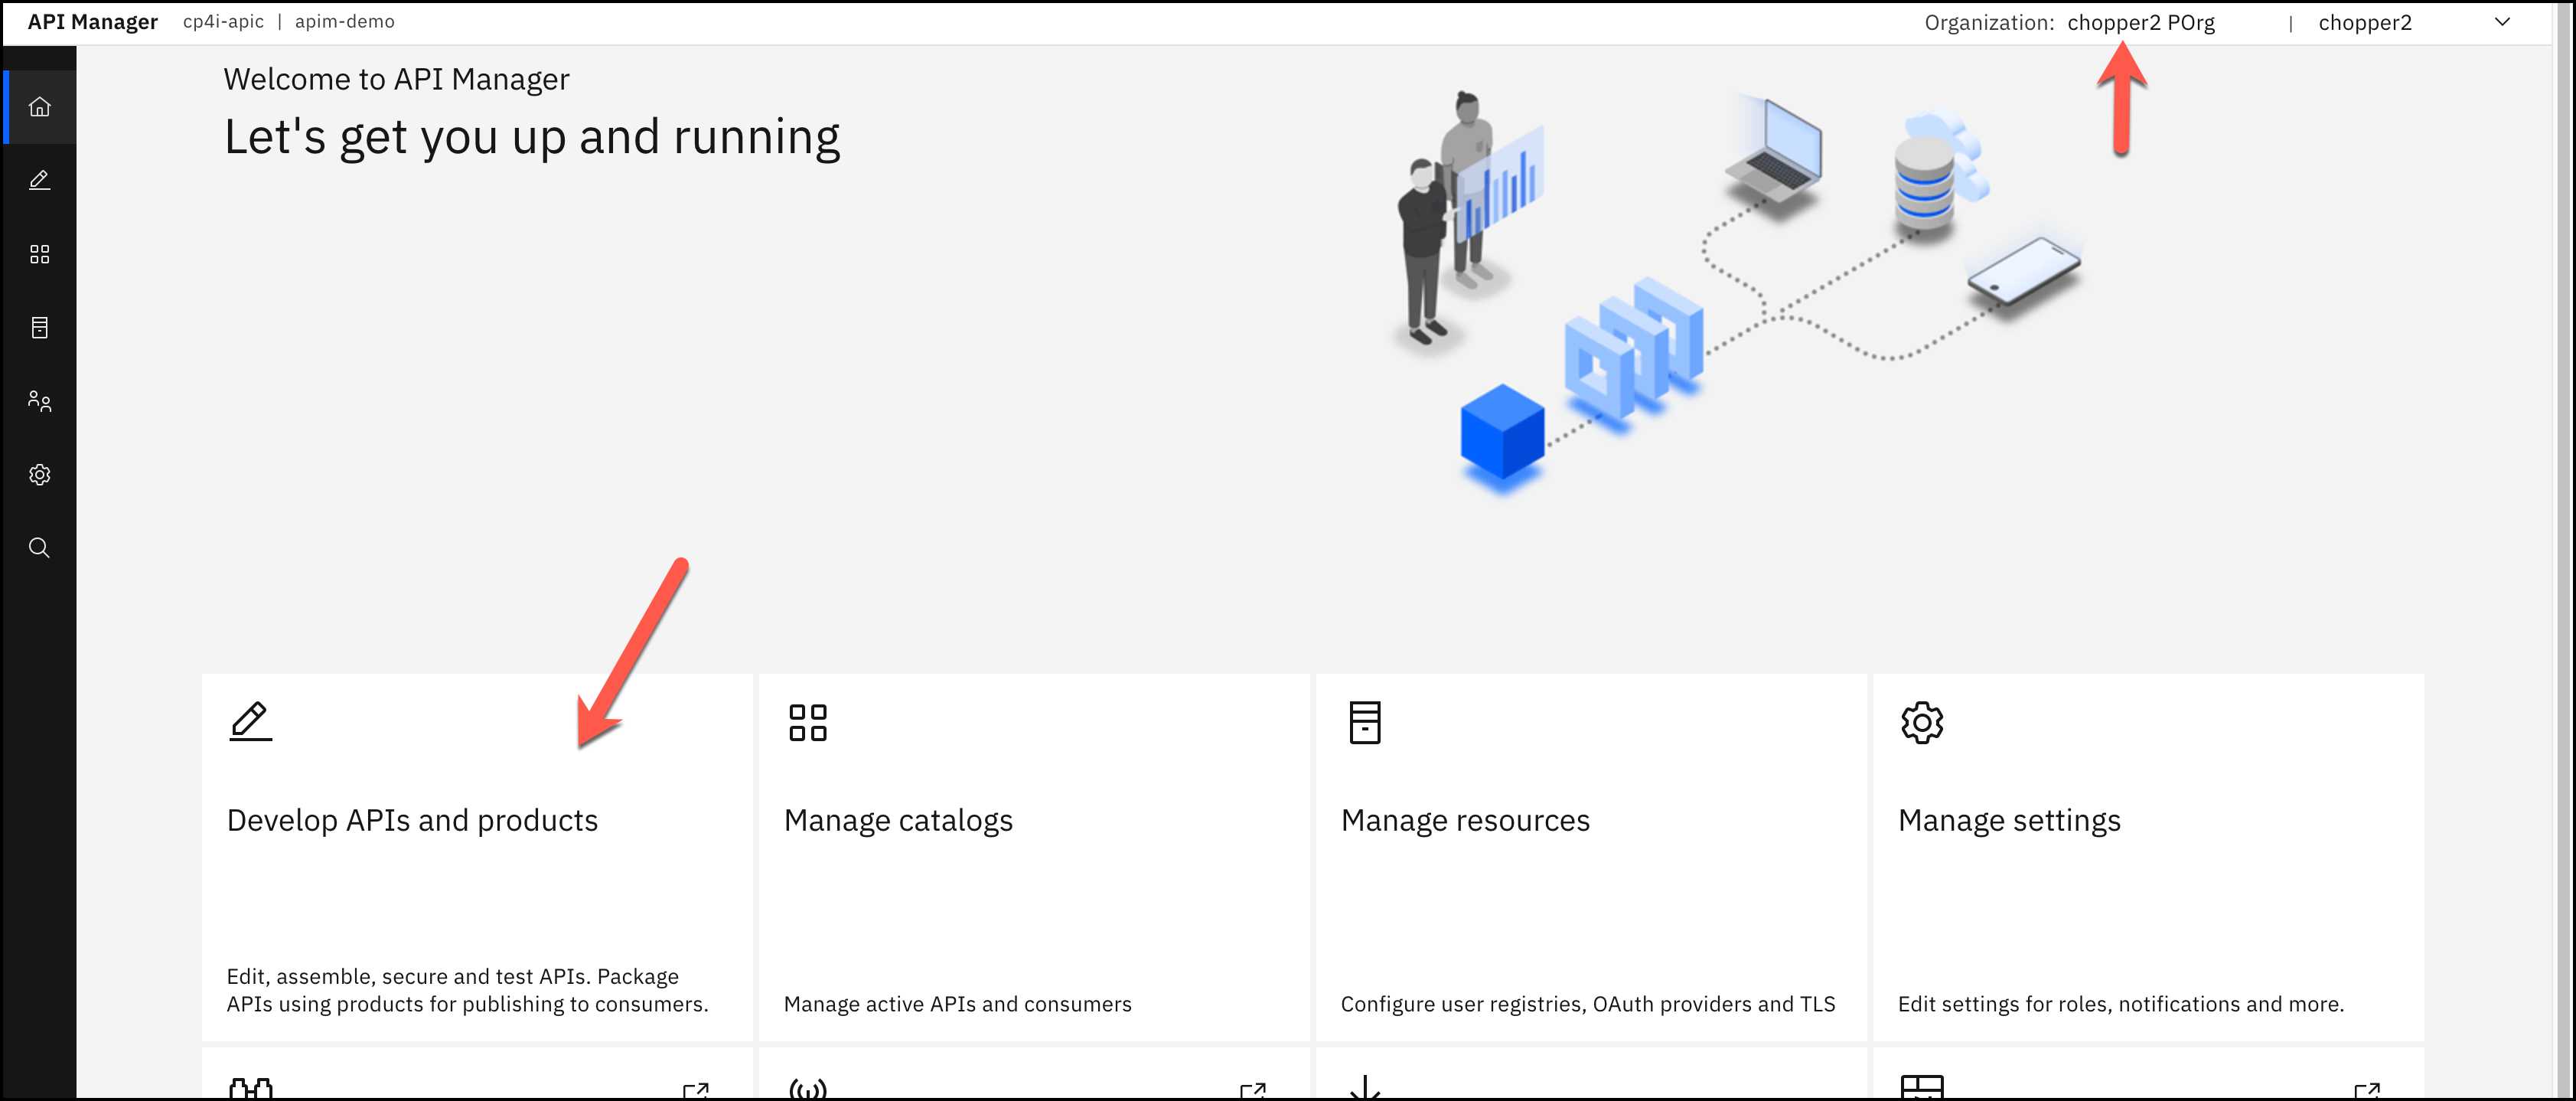 API Manager cp4i-apic | apim-demo Organization: chopper2 POrg | chopper2
Welcome to API Manager
Let's get you up and running
Develop APIs and products
Edit, assemble, secure and test APIs. Package
APIs using products for publishing to consumers.
Manage catalogs
Manage active APIs and consumers
Manage resources
Configure user registries, OAuth providers and TLS
Manage settings
Edit settings for roles, notifications and more.